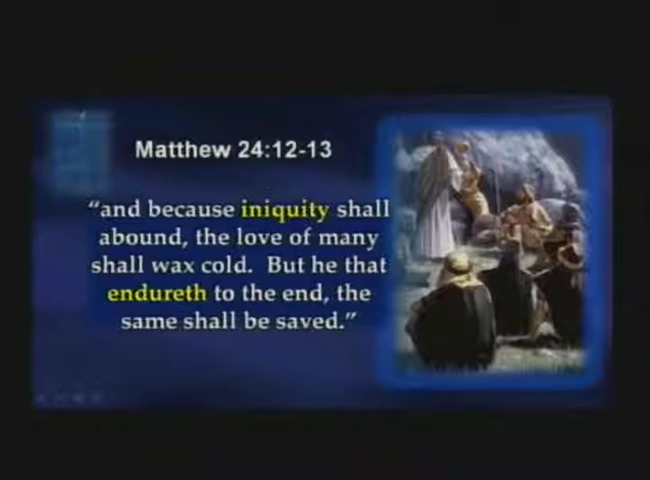 Matthew 24:12-13
“and because iniquity shall
abound, the love of many
shall wax cold.  But he that
endureth to the end, the
same shall be saved.”